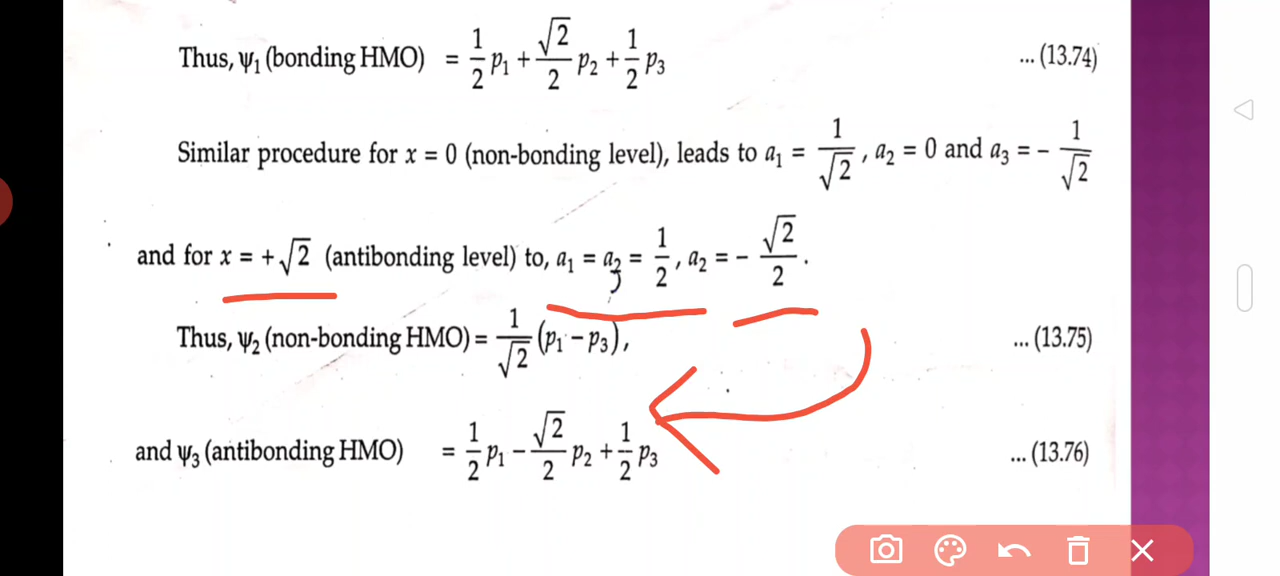 Thus, ψ₁ (bonding HMO) = 1/2 p₁ + √2/2 p₂ + 1/2 p₃ ... (13.74)
Similar procedure for x = 0 (non-bonding level), leads to a₁ = 1/√2, a₂ = 0 and a₃ = – 1/√2
and for x = +√2 (antibonding level) to, a₁ = a₃ = 1/2, a₂ = – √2/2.
Thus, ψ₂ (non-bonding HMO) = 1/√2 (p₁ – p₃), ... (13.75)
and ψ₃ (antibonding HMO) = 1/2 p₁ – √2/2 p₂ + 1/2 p₃ ... (13.76)